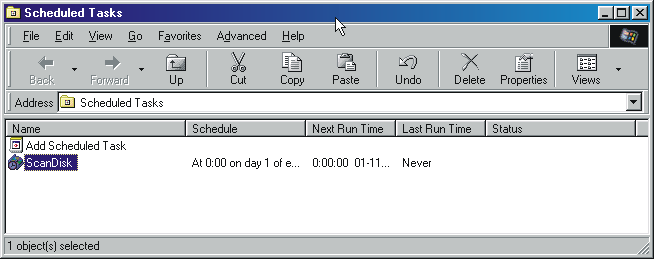 Scheduled Tasks
File Edit View Go Favorites Advanced Help
Back Forward Up Cut Copy Paste Undo Delete Properties Views
Address Scheduled Tasks
Name Schedule Next Run Time Last Run Time Status
Add Scheduled Task
ScanDisk At 0:00 on day 1 of e... 0:00:00 01-11... Never
1 object(s) selected